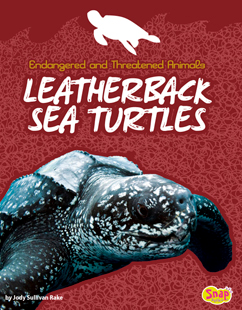 Endangered and Threatened Animals
LEATHERBACK
SEA TURTLES
by Jody Sullivan Rake
Snap